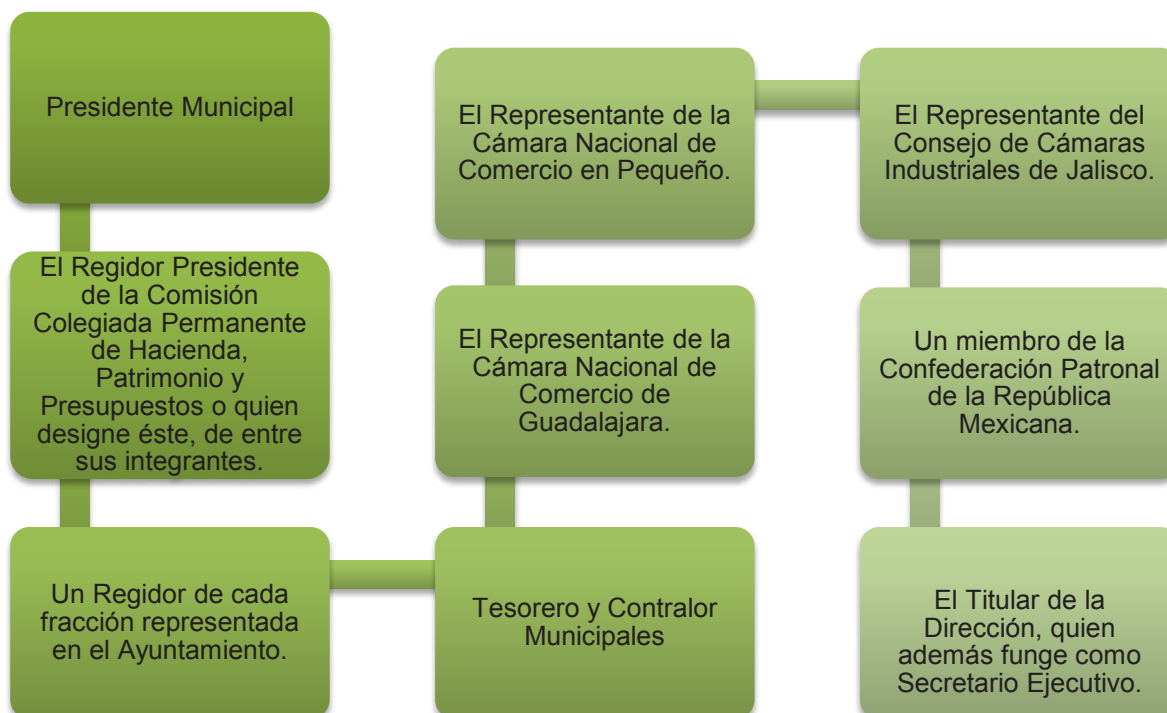 Presidente Municipal
El Regidor Presidente
de la Comisión
Colegiada Permanente
de Hacienda,
Patrimonio y
Presupuestos o quien
designe éste, de entre
sus integrantes.
Un Regidor de cada
fracción representada
en el Ayuntamiento.
Tesorero y Contralor
Municipales
El Representante de la
Cámara Nacional de
Comercio de
Guadalajara.
El Representante de la
Cámara Nacional de
Comercio en Pequeño.
El Representante del
Consejo de Cámaras
Industriales de Jalisco.
Un miembro de la
Confederación Patronal
de la República
Mexicana.
El Titular de la
Dirección, quien
además funge como
Secretario Ejecutivo.